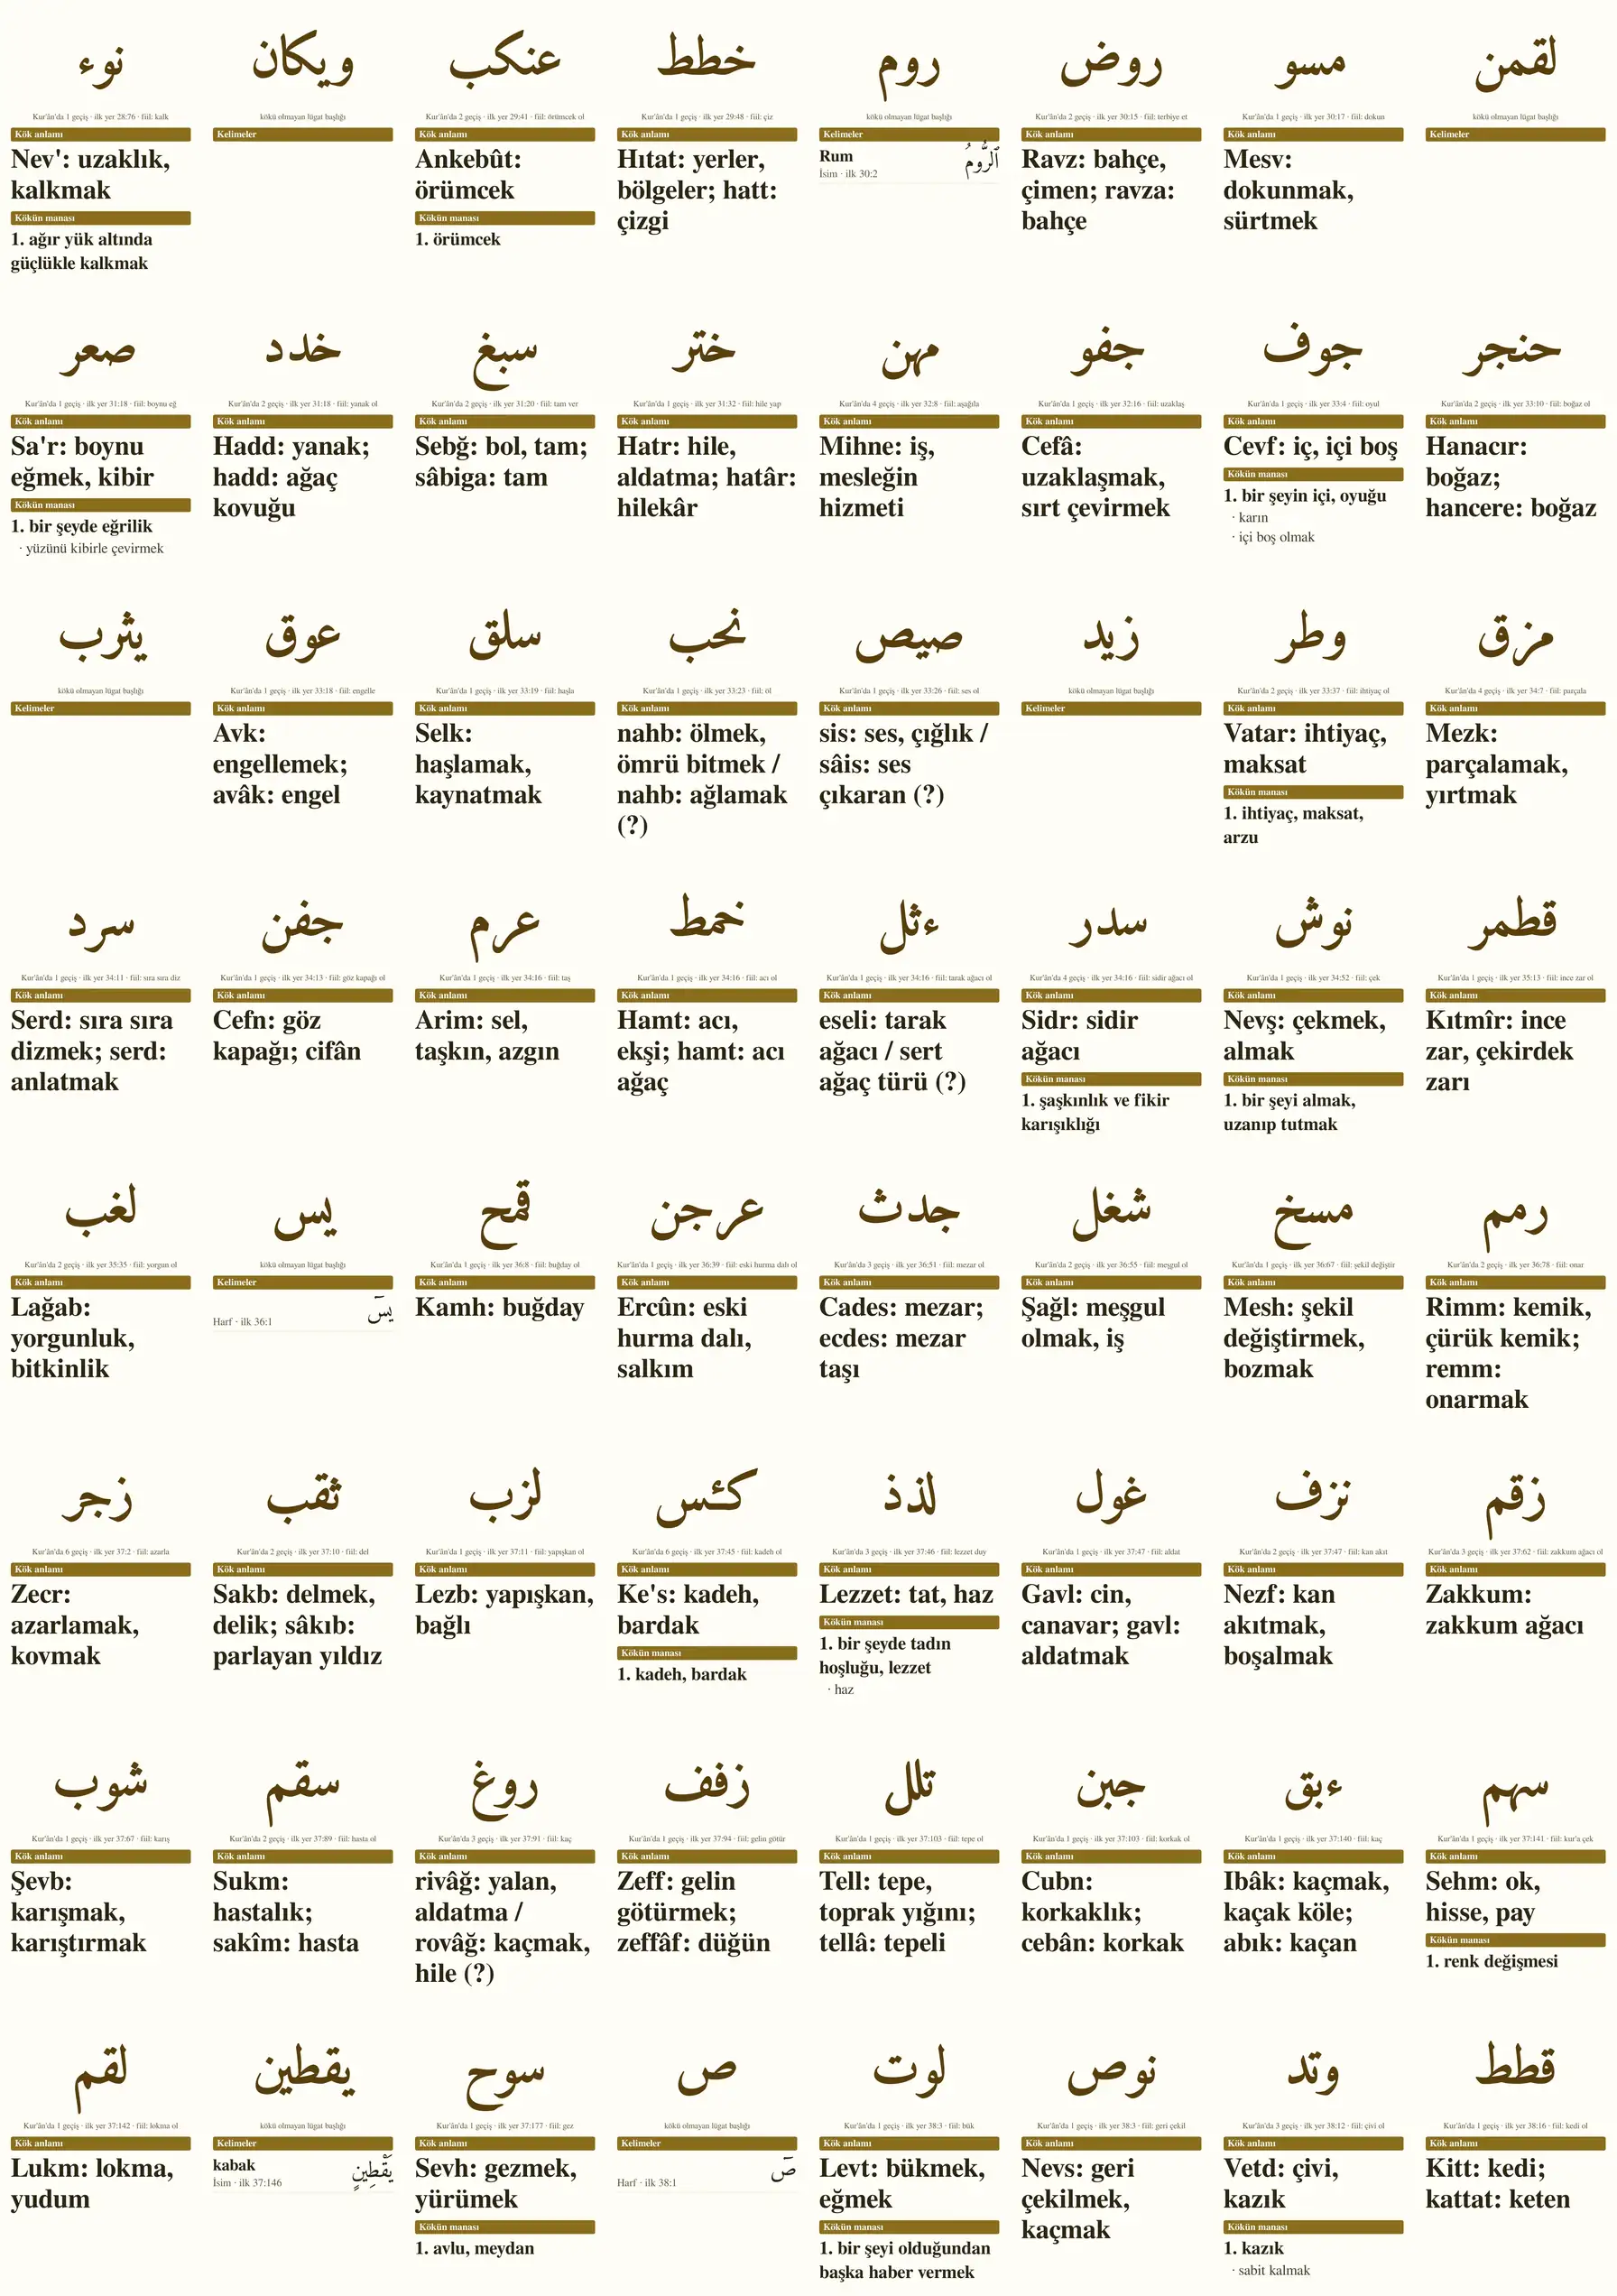 نوء
Kur'ân'da 1 geçiş · ilk yer 28:76 · fiil: kalk
Kök anlamı
Nev': uzaklık,
kalkmak
Kökün manası
1. ağır yük altında
güçlükle kalkmak
ويكان
kökü olmayan lügat başlığı
Kelimeler
عنكب
Kur'ân'da 2 geçiş · ilk yer 29:41 · fiil: örümcek ol
Kök anlamı
Ankebût:
örümcek
Kökün manası
1. örümcek
خطط
Kur'ân'da 1 geçiş · ilk yer 29:48 · fiil: çiz
Kök anlamı
Hıtat: yerler,
bölgeler; hatt:
çizgi
روم
kökü olmayan lügat başlığı
Kelimeler
Rum
ٱلرُّومُ
İsim · ilk 30:2
روض
Kur'ân'da 2 geçiş · ilk yer 30:15 · fiil: terbiye et
Kök anlamı
Ravz: bahçe,
çimen; ravza:
bahçe
مسو
Kur'ân'da 1 geçiş · ilk yer 30:17 · fiil: dokun
Kök anlamı
Mesv:
dokunmak,
sürtmek
لقمن
kökü olmayan lügat başlığı
Kelimeler
صعر
Kur'ân'da 1 geçiş · ilk yer 31:18 · fiil: boynu eğ
Kök anlamı
Sa'r: boynu
eğmek, kibir
Kökün manası
1. bir şeyde eğrilik
· yüzünü kibirle çevirmek
خدد
Kur'ân'da 2 geçiş · ilk yer 31:18 · fiil: yanak ol
Kök anlamı
Hadd: yanak;
hadd: ağaç
kovuğu
سبغ
Kur'ân'da 2 geçiş · ilk yer 31:20 · fiil: tam ver
Kök anlamı
Sebğ: bol, tam;
sâbiga: tam
ختر
Kur'ân'da 1 geçiş · ilk yer 31:32 · fiil: hile yap
Kök anlamı
Hatr: hile,
aldatma; hatâr:
hilekâr
مهن
Kur'ân'da 4 geçiş · ilk yer 32:8 · fiil: aşağıla
Kök anlamı
Mihne: iş,
mesleğin
hizmeti
جفو
Kur'ân'da 1 geçiş · ilk yer 32:16 · fiil: uzaklaş
Kök anlamı
Cefâ:
uzaklaşmak,
sırt çevirmek
جوف
Kur'ân'da 1 geçiş · ilk yer 33:4 · fiil: oyul
Kök anlamı
Cevf: iç, içi boş
Kökün manası
1. bir şeyin içi, oyuğu
· karın
· içi boş olmak
حنجر
Kur'ân'da 2 geçiş · ilk yer 33:10 · fiil: boğaz ol
Kök anlamı
Hanacır:
boğaz;
hancere: boğaz
يثرب
kökü olmayan lügat başlığı
Kelimeler
عوق
Kur'ân'da 1 geçiş · ilk yer 33:18 · fiil: engelle
Kök anlamı
Avk:
engellemek;
avâk: engel
سلق
Kur'ân'da 1 geçiş · ilk yer 33:19 · fiil: haşla
Kök anlamı
Selk:
haşlamak,
kaynatmak
نحب
Kur'ân'da 1 geçiş · ilk yer 33:23 · fiil: öl
Kök anlamı
nahb: ölmek,
ömrü bitmek /
nahb: ağlamak
(?)
صيص
Kur'ân'da 1 geçiş · ilk yer 33:26 · fiil: ses ol
Kök anlamı
sis: ses, çığlık /
sâis: ses
çıkaran (?)
زيد
kökü olmayan lügat başlığı
Kelimeler
وطر
Kur'ân'da 2 geçiş · ilk yer 33:37 · fiil: ihtiyaç ol
Kök anlamı
Vatar: ihtiyaç,
maksat
Kökün manası
1. ihtiyaç, maksat,
arzu
مزق
Kur'ân'da 4 geçiş · ilk yer 34:7 · fiil: parçala
Kök anlamı
Mezk:
parçalamak,
yırtmak
سرد
Kur'ân'da 1 geçiş · ilk yer 34:11 · fiil: sıra sıra diz
Kök anlamı
Serd: sıra sıra
dizmek; serd:
anlatmak
جفن
Kur'ân'da 1 geçiş · ilk yer 34:13 · fiil: göz kapağı ol
Kök anlamı
Cefn: göz
kapağı; cifân
عرم
Kur'ân'da 1 geçiş · ilk yer 34:16 · fiil: taş
Kök anlamı
Arim: sel,
taşkın, azgın
خمط
Kur'ân'da 1 geçiş · ilk yer 34:16 · fiil: acı ol
Kök anlamı
Hamt: acı,
ekşi; hamt: acı
ağaç
ءثل
Kur'ân'da 1 geçiş · ilk yer 34:16 · fiil: tarak ağacı ol
Kök anlamı
eseli: tarak
ağacı / sert
ağaç türü (?)
سدر
Kur'ân'da 4 geçiş · ilk yer 34:16 · fiil: sidir ağacı ol
Kök anlamı
Sidr: sidir
ağacı
Kökün manası
1. şaşkınlık ve fikir
karışıklığı
نوش
Kur'ân'da 1 geçiş · ilk yer 34:52 · fiil: çek
Kök anlamı
Nevş: çekmek,
almak
Kökün manası
1. bir şeyi almak,
uzanıp tutmak
قطمر
Kur'ân'da 1 geçiş · ilk yer 35:13 · fiil: ince zar ol
Kök anlamı
Kıtmîr: ince
zar, çekirdek
zarı
لغب
Kur'ân'da 2 geçiş · ilk yer 35:35 · fiil: yorgun ol
Kök anlamı
Lağab:
yorgunluk,
bitkinlik
يس
kökü olmayan lügat başlığı
Kelimeler
يسٓ
Harf · ilk 36:1
قمح
Kur'ân'da 1 geçiş · ilk yer 36:8 · fiil: buğday ol
Kök anlamı
Kamh: buğday
عرجن
Kur'ân'da 1 geçiş · ilk yer 36:39 · fiil: eski hurma dalı ol
Kök anlamı
Ercûn: eski
hurma dalı,
salkım
جدث
Kur'ân'da 3 geçiş · ilk yer 36:51 · fiil: mezar ol
Kök anlamı
Cades: mezar;
ecdes: mezar
taşı
شغل
Kur'ân'da 2 geçiş · ilk yer 36:55 · fiil: meşgul ol
Kök anlamı
Şağl: meşgul
olmak, iş
مسخ
Kur'ân'da 1 geçiş · ilk yer 36:67 · fiil: şekil değiştir
Kök anlamı
Mesh: şekil
değiştirmek,
bozmak
رمم
Kur'ân'da 2 geçiş · ilk yer 36:78 · fiil: onar
Kök anlamı
Rimm: kemik,
çürük kemik;
remm:
onarmak
زجر
Kur'ân'da 6 geçiş · ilk yer 37:2 · fiil: azarla
Kök anlamı
Zecr:
azarlamak,
kovmak
ثقب
Kur'ân'da 2 geçiş · ilk yer 37:10 · fiil: del
Kök anlamı
Sakb: delmek,
delik; sâkıb:
parlayan yıldız
لزب
Kur'ân'da 1 geçiş · ilk yer 37:11 · fiil: yapışkan ol
Kök anlamı
Lezb: yapışkan,
bağlı
كئس
Kur'ân'da 6 geçiş · ilk yer 37:45 · fiil: kadeh ol
Kök anlamı
Ke's: kadeh,
bardak
Kökün manası
1. kadeh, bardak
لذذ
Kur'ân'da 3 geçiş · ilk yer 37:46 · fiil: lezzet duy
Kök anlamı
Lezzet: tat, haz
Kökün manası
1. bir şeyde tadın
hoşluğu, lezzet
· haz
غول
Kur'ân'da 1 geçiş · ilk yer 37:47 · fiil: aldat
Kök anlamı
Gavl: cin,
canavar; gavl:
aldatmak
نزف
Kur'ân'da 2 geçiş · ilk yer 37:47 · fiil: kan akıt
Kök anlamı
Nezf: kan
akıtmak,
boşalmak
زقم
Kur'ân'da 3 geçiş · ilk yer 37:62 · fiil: zakkum ağacı ol
Kök anlamı
Zakkum:
zakkum ağacı
شوب
Kur'ân'da 1 geçiş · ilk yer 37:67 · fiil: karış
Kök anlamı
Şevb:
karışmak,
karıştırmak
سقم
Kur'ân'da 2 geçiş · ilk yer 37:89 · fiil: hasta ol
Kök anlamı
Sukm:
hastalık;
sakîm: hasta
روغ
Kur'ân'da 3 geçiş · ilk yer 37:91 · fiil: kaç
Kök anlamı
rivâğ: yalan,
aldatma /
rovâğ: kaçmak,
hile (?)
زفف
Kur'ân'da 1 geçiş · ilk yer 37:94 · fiil: gelin götür
Kök anlamı
Zeff: gelin
götürmek;
zeffâf: düğün
تلل
Kur'ân'da 1 geçiş · ilk yer 37:103 · fiil: tepe ol
Kök anlamı
Tell: tepe,
toprak yığını;
tellâ: tepeli
جبن
Kur'ân'da 1 geçiş · ilk yer 37:103 · fiil: korkak ol
Kök anlamı
Cubn:
korkaklık;
cebân: korkak
ءبق
Kur'ân'da 1 geçiş · ilk yer 37:140 · fiil: kaç
Kök anlamı
Ibâk: kaçmak,
kaçak köle;
abık: kaçan
سهم
Kur'ân'da 1 geçiş · ilk yer 37:141 · fiil: kur'a çek
Kök anlamı
Sehm: ok,
hisse, pay
Kökün manası
1. renk değişmesi
لقم
Kur'ân'da 1 geçiş · ilk yer 37:142 · fiil: lokma ol
Kök anlamı
Lukm: lokma,
yudum
يقطين
kökü olmayan lügat başlığı
Kelimeler
kabak
يَقْطِينٍ
İsim · ilk 37:146
سوح
Kur'ân'da 1 geçiş · ilk yer 37:177 · fiil: gez
Kök anlamı
Sevh: gezmek,
yürümek
Kökün manası
1. avlu, meydan
ص
kökü olmayan lügat başlığı
Kelimeler
صٓ
Harf · ilk 38:1
لوت
Kur'ân'da 1 geçiş · ilk yer 38:3 · fiil: bük
Kök anlamı
Levt: bükmek,
eğmek
Kökün manası
1. bir şeyi olduğundan
başka haber vermek
نوص
Kur'ân'da 1 geçiş · ilk yer 38:3 · fiil: geri çekil
Kök anlamı
Nevs: geri
çekilmek,
kaçmak
وتد
Kur'ân'da 3 geçiş · ilk yer 38:12 · fiil: çivi ol
Kök anlamı
Vetd: çivi,
kazık
Kökün manası
1. kazık
· sabit kalmak
قطط
Kur'ân'da 1 geçiş · ilk yer 38:16 · fiil: kedi ol
Kök anlamı
Kitt: kedi;
kattat: keten